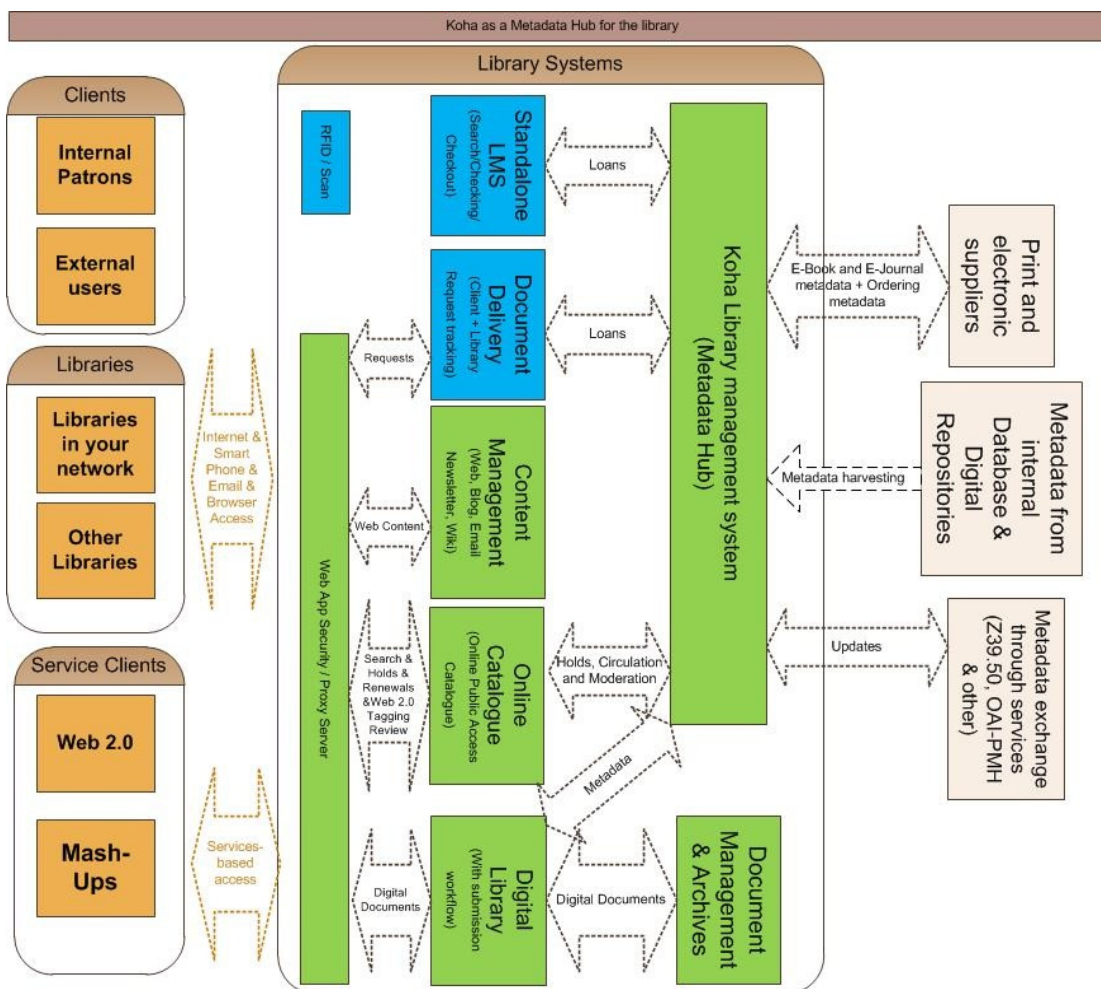 Koha as a Metadata Hub for the library
Clients
Internal
Patrons
External
users
Libraries
Libraries
in your
network
Other
Libraries
Service Clients
Web 2.0
Mash-
Ups
Internet &
Smart
Phone &
Email &
Browser
Access
Services-
based
access
Library Systems
RFID / Scan
Web App Security / Proxy Server
Requests
Web Content
Search &
Holds &
Renewals
&Web 2.0
Tagging
Review
Digital
Documents
Standalone
LMS
(Search/Checking/
Checkout)
Document
Delivery
(Client + Library
Request tracking)
Content
Management
(Web, Blog, Email
Newsletter, Wiki)
Online
Catalogue
(Online Public Access
Catalogue)
Digital
Library
(With submission
workflow)
Loans
Loans
Holds, Circulation
and Moderation
Metadata
Digital Documents
Koha Library management system
(Metadata Hub)
Document
Management
& Archives
E-Book and E-Journal
metadata + Ordering
metadata
Metadata harvesting
Updates
Print and
electronic
suppliers
Metadata from
internal
Database &
Digital
Repositories
Metadata exchange
through services
(Z39.50, OAI-PMH
& other)